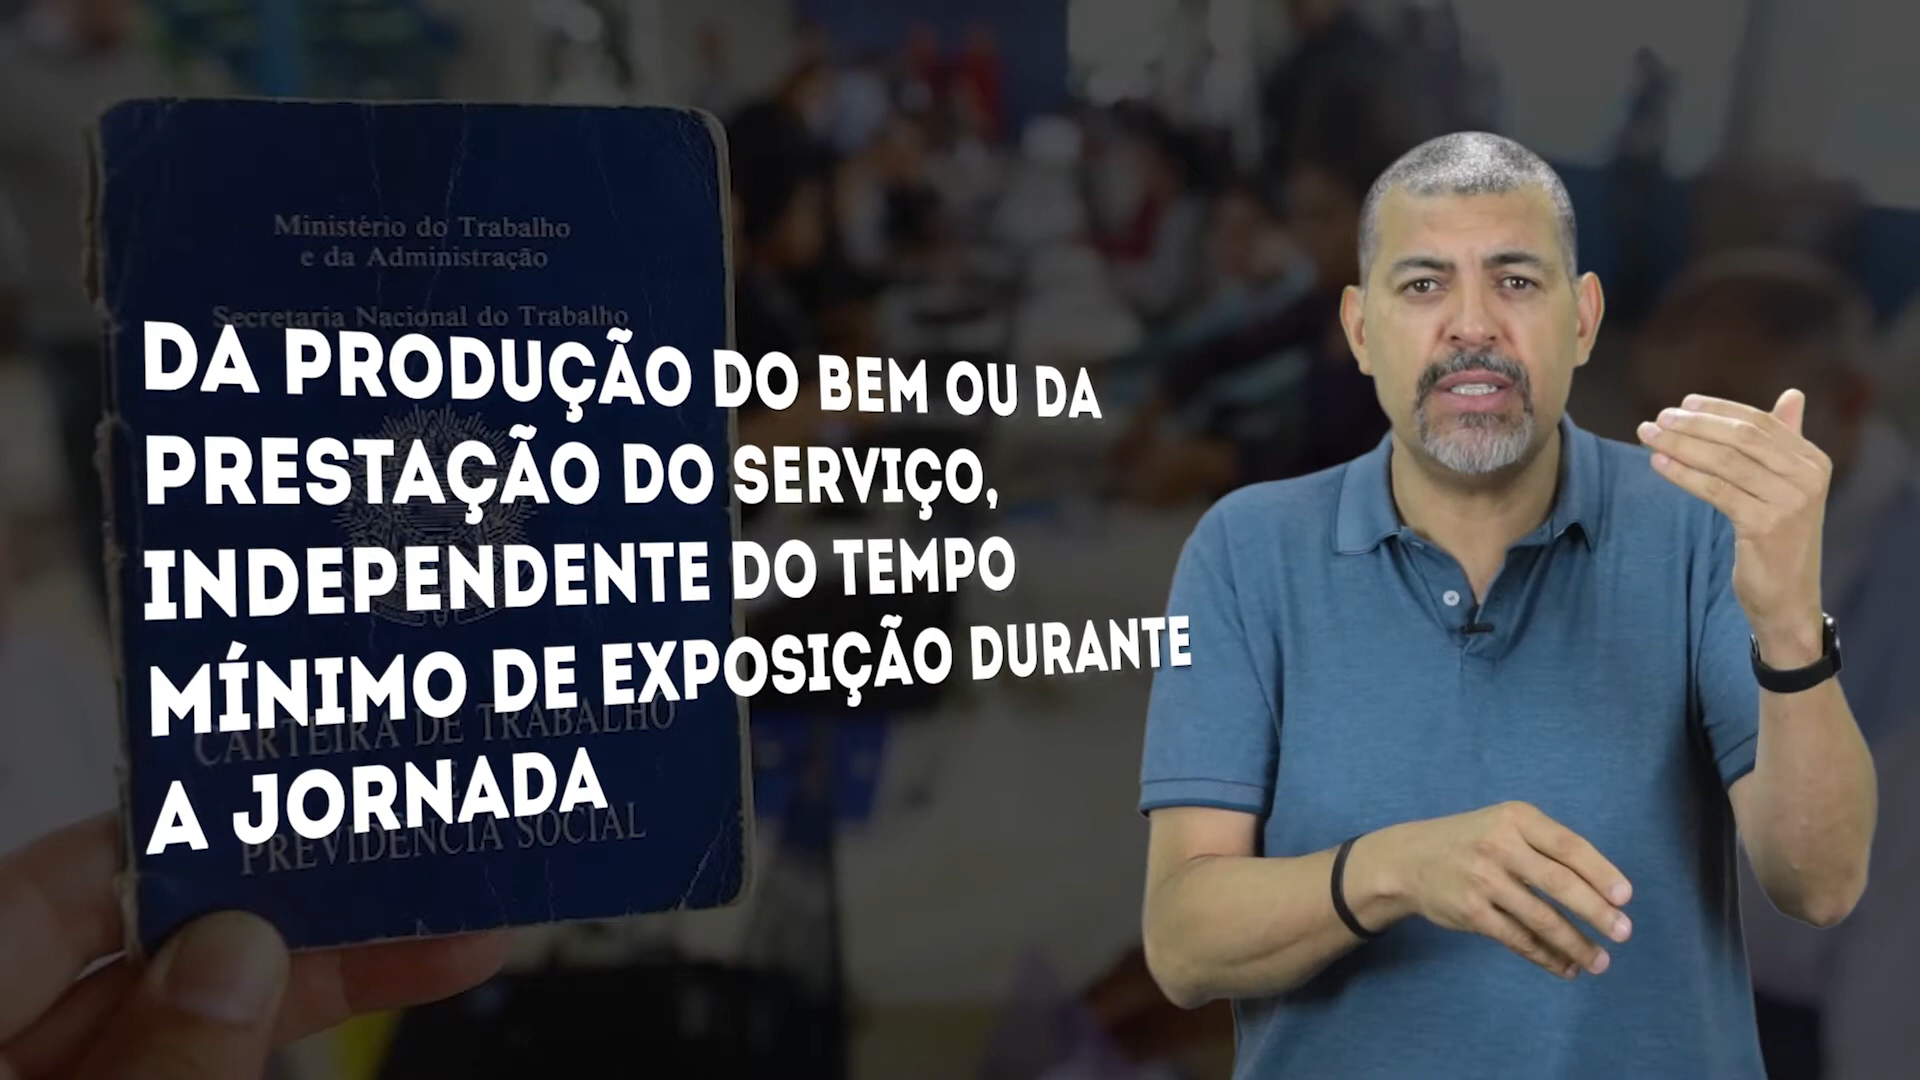 Ministério do Trabalho
e da Administração
Secretaria Nacional do Trabalho
DA PRODUÇÃO DO BEM OU DA
PRESTAÇÃO DO SERVIÇO,
INDEPENDENTE DO TEMPO
MÍNIMO DE EXPOSIÇÃO DURANTE
A JORNADA
CARTEIRA DE TRABALHO
E
PREVIDÊNCIA SOCIAL